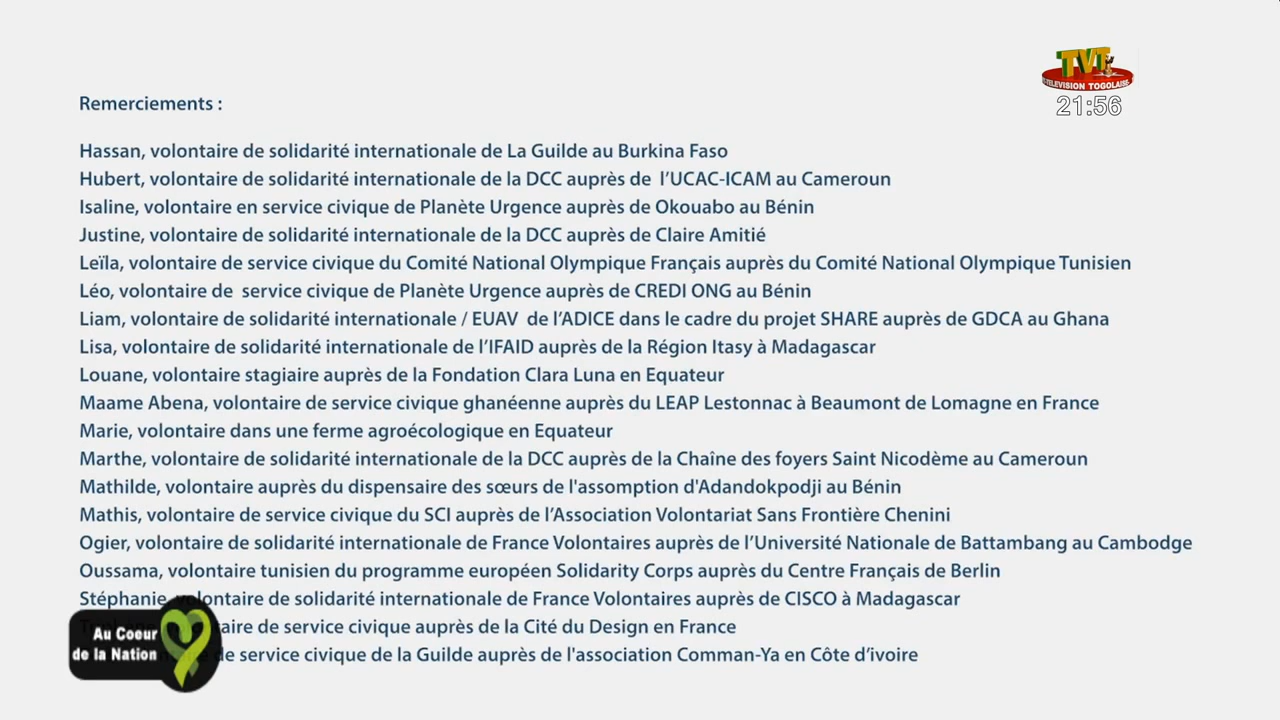 TVT
TELEVISION TOGOLAISE
21:56
Remerciements :
Hassan, volontaire de solidarité internationale de La Guilde au Burkina Faso
Hubert, volontaire de solidarité internationale de la DCC auprès de  l’UCAC-ICAM au Cameroun
Isaline, volontaire en service civique de Planète Urgence auprès de Okouabo au Bénin
Justine, volontaire de solidarité internationale de la DCC auprès de Claire Amitié
Leïla, volontaire de service civique du Comité National Olympique Français auprès du Comité National Olympique Tunisien
Léo, volontaire de  service civique de Planète Urgence auprès de CREDI ONG au Bénin
Liam, volontaire de solidarité internationale / EUAV  de l’ADICE dans le cadre du projet SHARE auprès de GDCA au Ghana
Lisa, volontaire de solidarité internationale de l’IFAID auprès de la Région Itasy à Madagascar
Louane, volontaire stagiaire auprès de la Fondation Clara Luna en Equateur
Maame Abena, volontaire de service civique ghanéenne auprès du LEAP Lestonnac à Beaumont de Lomagne en France
Marie, volontaire dans une ferme agroécologique en Equateur
Marthe, volontaire de solidarité internationale de la DCC auprès de la Chaîne des foyers Saint Nicodème au Cameroun
Mathilde, volontaire auprès du dispensaire des sœurs de l'assomption d'Adandokpodji au Bénin
Mathis, volontaire de service civique du SCI auprès de l’Association Volontariat Sans Frontière Chenini
Ogier, volontaire de solidarité internationale de France Volontaires auprès de l’Université Nationale de Battambang au Cambodge
Oussama, volontaire tunisien du programme européen Solidarity Corps auprès du Centre Français de Berlin
Stéphanie, volontaire de solidarité internationale de France Volontaires auprès de CISCO à Madagascar
de service civique auprès de la Cité du Design en France
de service civique de la Guilde auprès de l'association Comman-Ya en Côte d’ivoire
Au Coeur
de la Nation